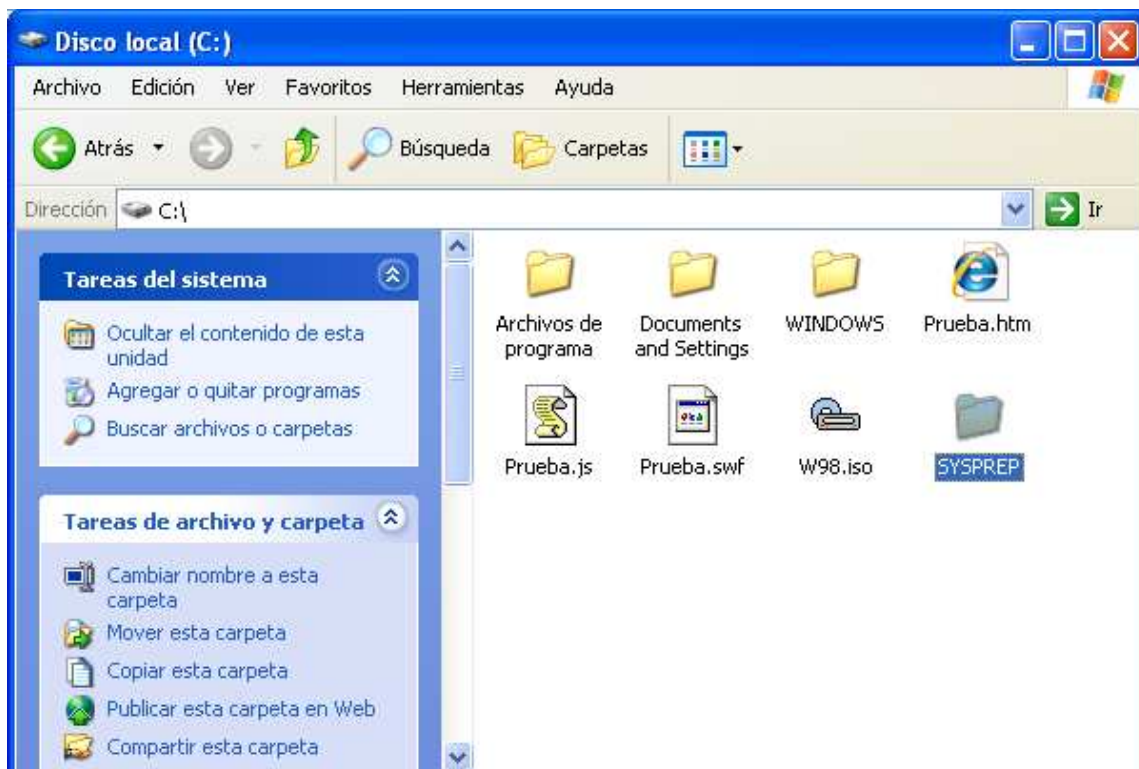 Disco local (C:)
Archivo Edición Ver Favoritos Herramientas Ayuda
Atrás Búsqueda Carpetas
Dirección C:\ Ir
Tareas del sistema
Ocultar el contenido de esta
unidad
Agregar o quitar programas
Buscar archivos o carpetas
Tareas de archivo y carpeta
Cambiar nombre a esta
carpeta
Mover esta carpeta
Copiar esta carpeta
Publicar esta carpeta en Web
Compartir esta carpeta
Archivos de
programa
Documents
and Settings
WINDOWS
Prueba.htm
Prueba.js
Prueba.swf
W98.iso
SYSPREP